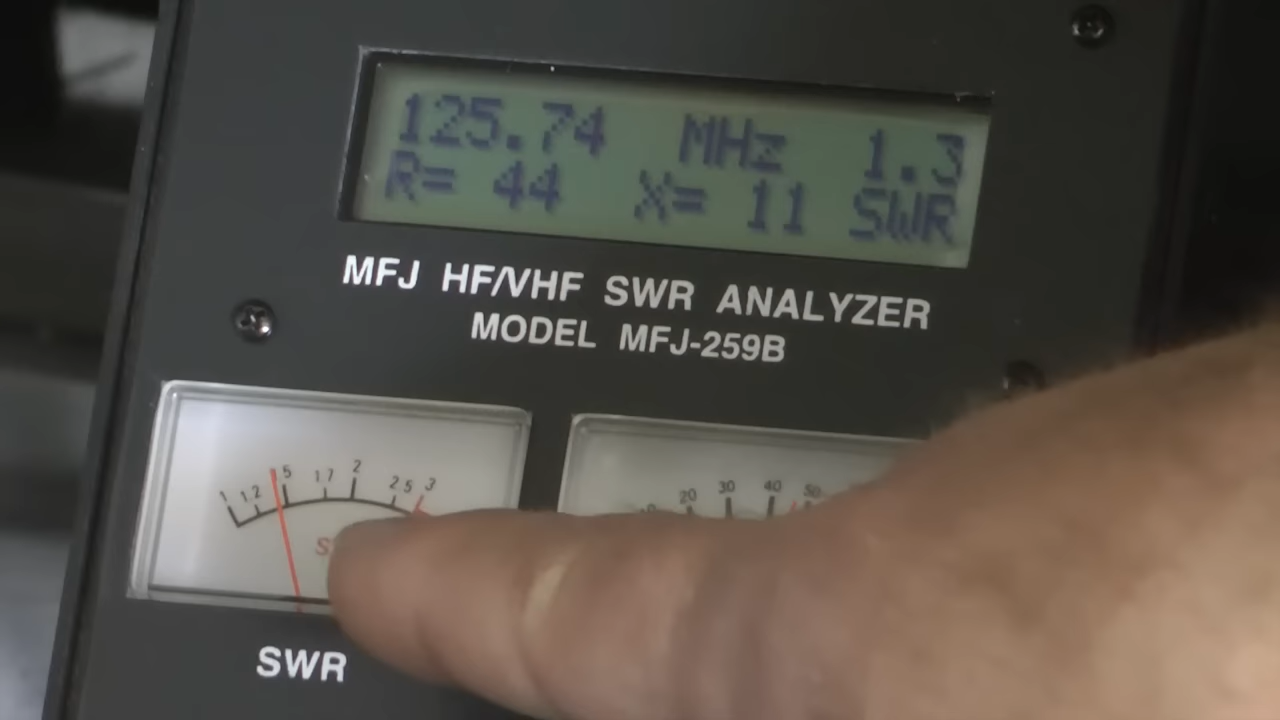 125.74 MHz 1.3
R= 44 X= 11 SWR
MFJ HF/VHF SWR ANALYZER
MODEL MFJ-259B
1 1.2 5 1.7 2 2.5 3
20 30 40 50
SWR